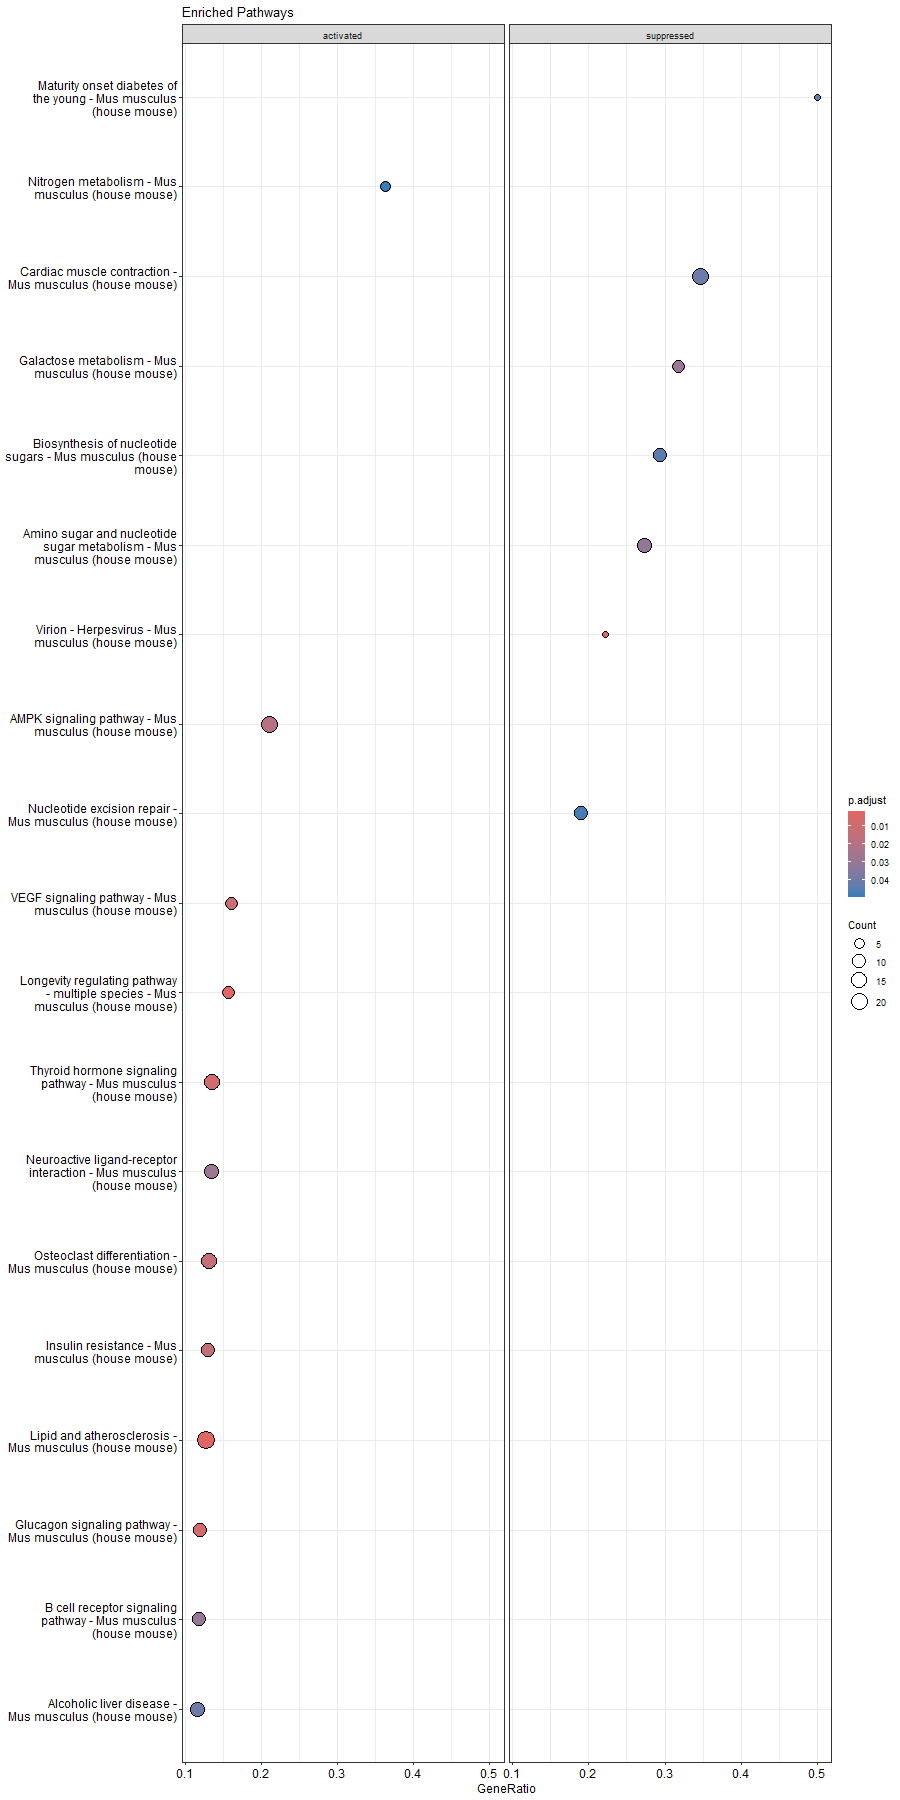 Enriched Pathways
activated
suppressed
Maturity onset diabetes of
the young - Mus musculus
(house mouse)
Nitrogen metabolism - Mus
musculus (house mouse)
Cardiac muscle contraction -
Mus musculus (house mouse)
Galactose metabolism - Mus
musculus (house mouse)
Biosynthesis of nucleotide
sugars - Mus musculus (house
mouse)
Amino sugar and nucleotide
sugar metabolism - Mus
musculus (house mouse)
Virion - Herpesvirus - Mus
musculus (house mouse)
AMPK signaling pathway - Mus
musculus (house mouse)
Nucleotide excision repair -
Mus musculus (house mouse)
VEGF signaling pathway - Mus
musculus (house mouse)
Longevity regulating pathway
- multiple species - Mus
musculus (house mouse)
Thyroid hormone signaling
pathway - Mus musculus
(house mouse)
Neuroactive ligand-receptor
interaction - Mus musculus
(house mouse)
Osteoclast differentiation -
Mus musculus (house mouse)
Insulin resistance - Mus
musculus (house mouse)
Lipid and atherosclerosis -
Mus musculus (house mouse)
Glucagon signaling pathway -
Mus musculus (house mouse)
B cell receptor signaling
pathway - Mus musculus
(house mouse)
Alcoholic liver disease -
Mus musculus (house mouse)
0.1 0.2 0.3 0.4 0.5 0.1 0.2 0.3 0.4 0.5
GeneRatio
p.adjust
0.01
0.02
0.03
0.04
Count
5
10
15
20